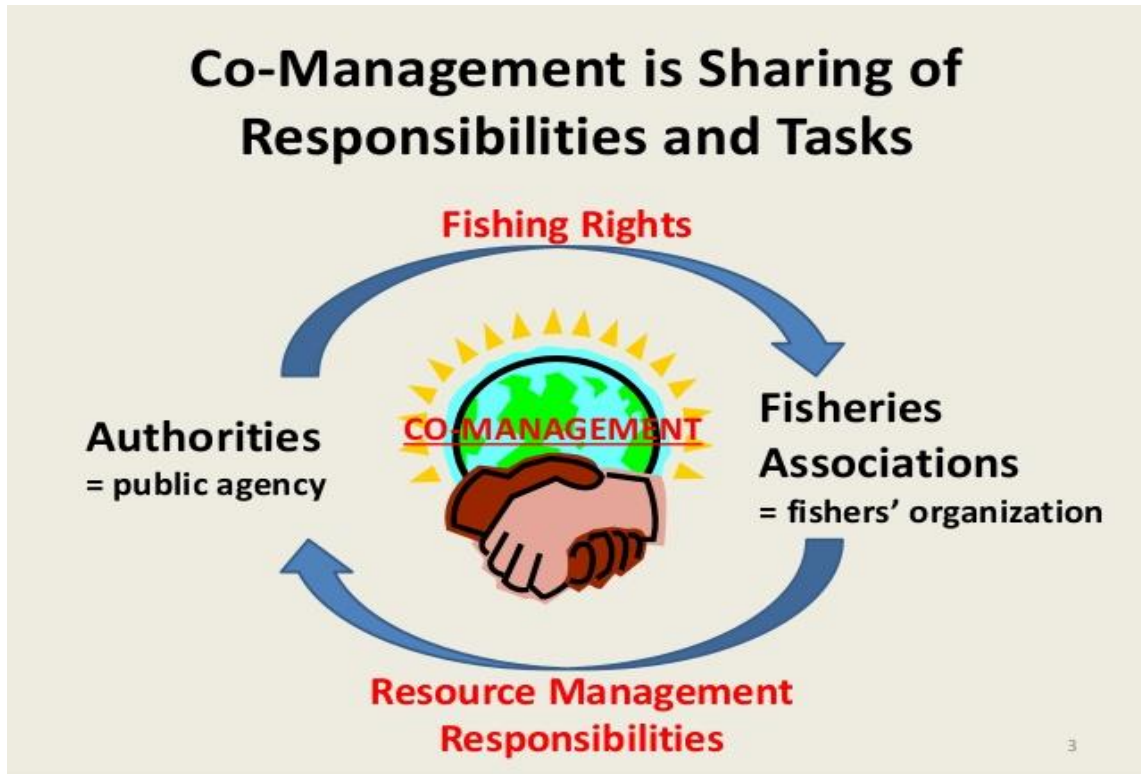 Co-Management is Sharing of
Responsibilities and Tasks
Fishing Rights
Authorities
= public agency
CO-MANAGEMENT
Fisheries
Associations
= fishers’ organization
Resource Management
Responsibilities
3